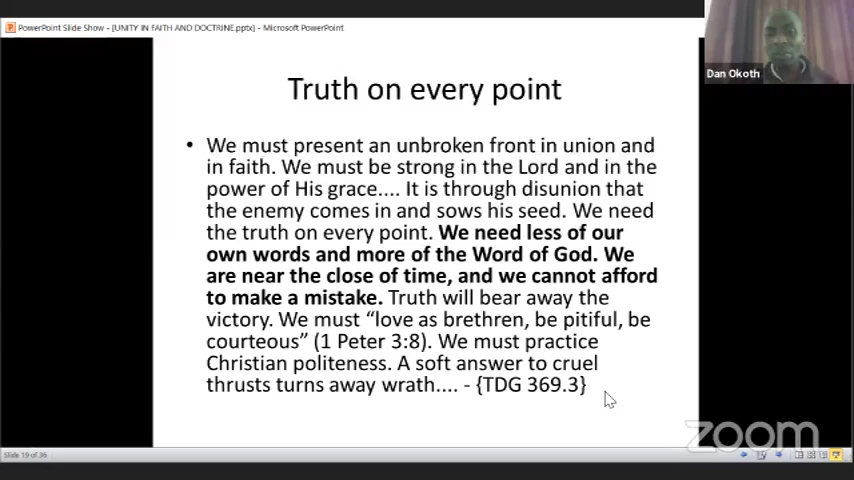 PowerPoint Slide Show - [UNITY IN FAITH AND DOCTRINE.pptx] - Microsoft PowerPoint
Dan Okoth
Truth on every point
• We must present an unbroken front in union and
in faith. We must be strong in the Lord and in the
power of His grace.... It is through disunion that
the enemy comes in and sows his seed. We need
the truth on every point. We need less of our
own words and more of the Word of God. We
are near the close of time, and we cannot afford
to make a mistake. Truth will bear away the
victory. We must “love as brethren, be pitiful, be
courteous” (1 Peter 3:8). We must practice
Christian politeness. A soft answer to cruel
thrusts turns away wrath.... - {TDG 369.3}
zoom
Slide 19 of 36